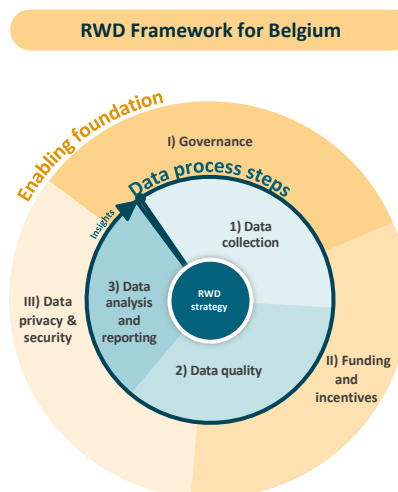 RWD Framework for Belgium
Enabling foundation
I) Governance
Data process steps
Insights
1) Data
collection
RWD
strategy
3) Data
analysis
and
reporting
III) Data
privacy &
security
2) Data quality
II) Funding
and
incentives